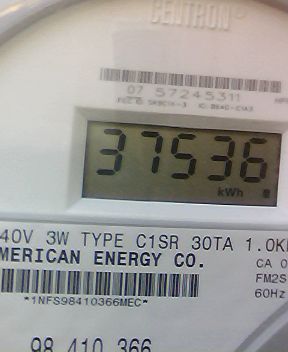 CENTRON®
07 57245311
37536
kWh
40V 3W TYPE C1SR 30TA 1.0K
MERICAN ENERGY CO.
CA 0
FM2S
60Hz
*1NFS98410366MEC*
98 410 366